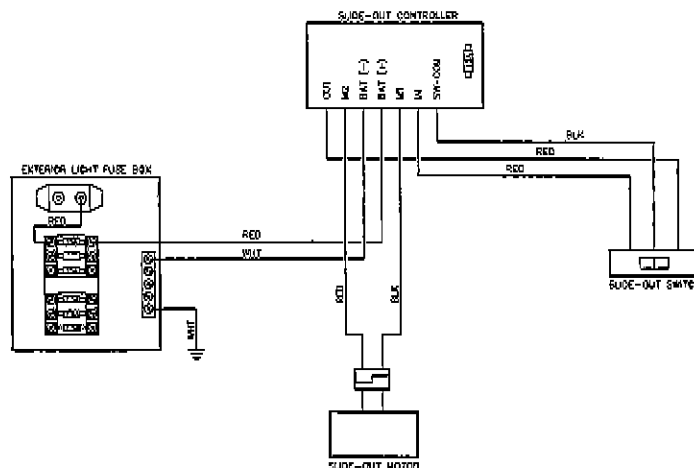 SLIDE-OUT CONTROLLER
OUT
M2
BAT (-)
BAT (+)
M1
IN
SW-COM
BLK
RED
RED
EXTERIOR LIGHT FUSE BOX
RED
RED
WHT
RED
BLK
WHT
SLIDE-OUT SWITCH
SLIDE-OUT MOTOR